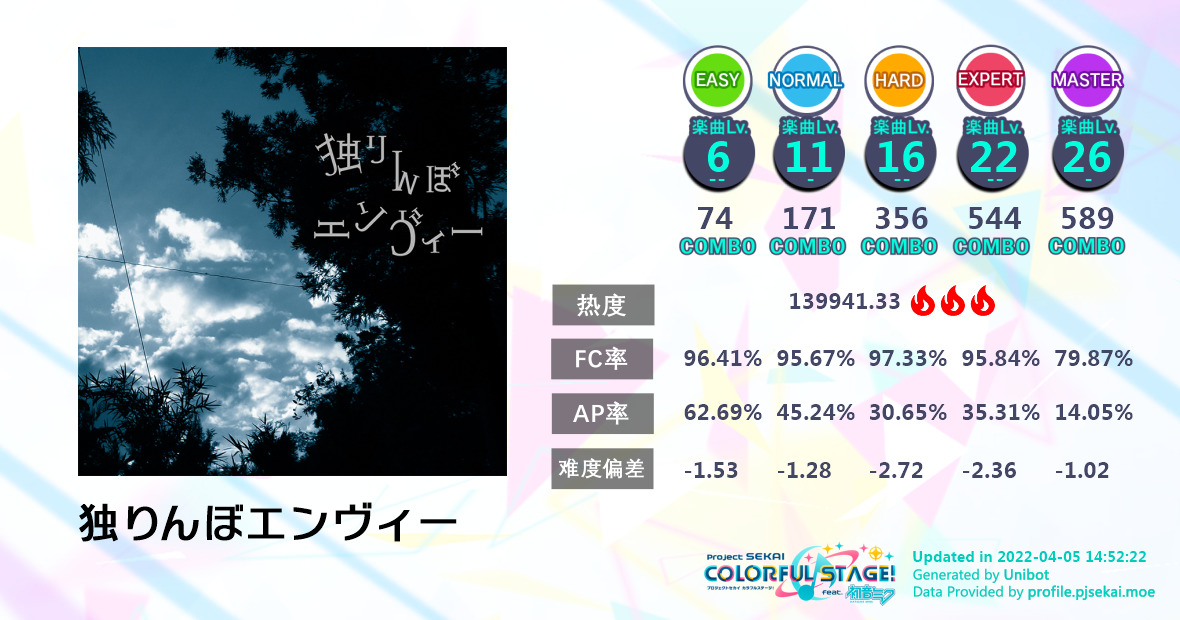 独りんぼ
エンヴィー
独りんぼエンヴィー
EASY NORMAL HARD EXPERT MASTER
楽曲Lv. 楽曲Lv. 楽曲Lv. 楽曲Lv. 楽曲Lv.
6 11 16 22 26
-- - -- -- -
74 171 356 544 589
COMBO COMBO COMBO COMBO COMBO
热度 139941.33
FC率 96.41% 95.67% 97.33% 95.84% 79.87%
AP率 62.69% 45.24% 30.65% 35.31% 14.05%
难度偏差 -1.53 -1.28 -2.72 -2.36 -1.02
Project SEKAI
COLORFUL STAGE!
プロジェクトセカイ カラフルステージ!
feat. 初音ミク
Updated in 2022-04-05 14:52:22
Generated by Unibot
Data Provided by profile.pjsekai.moe